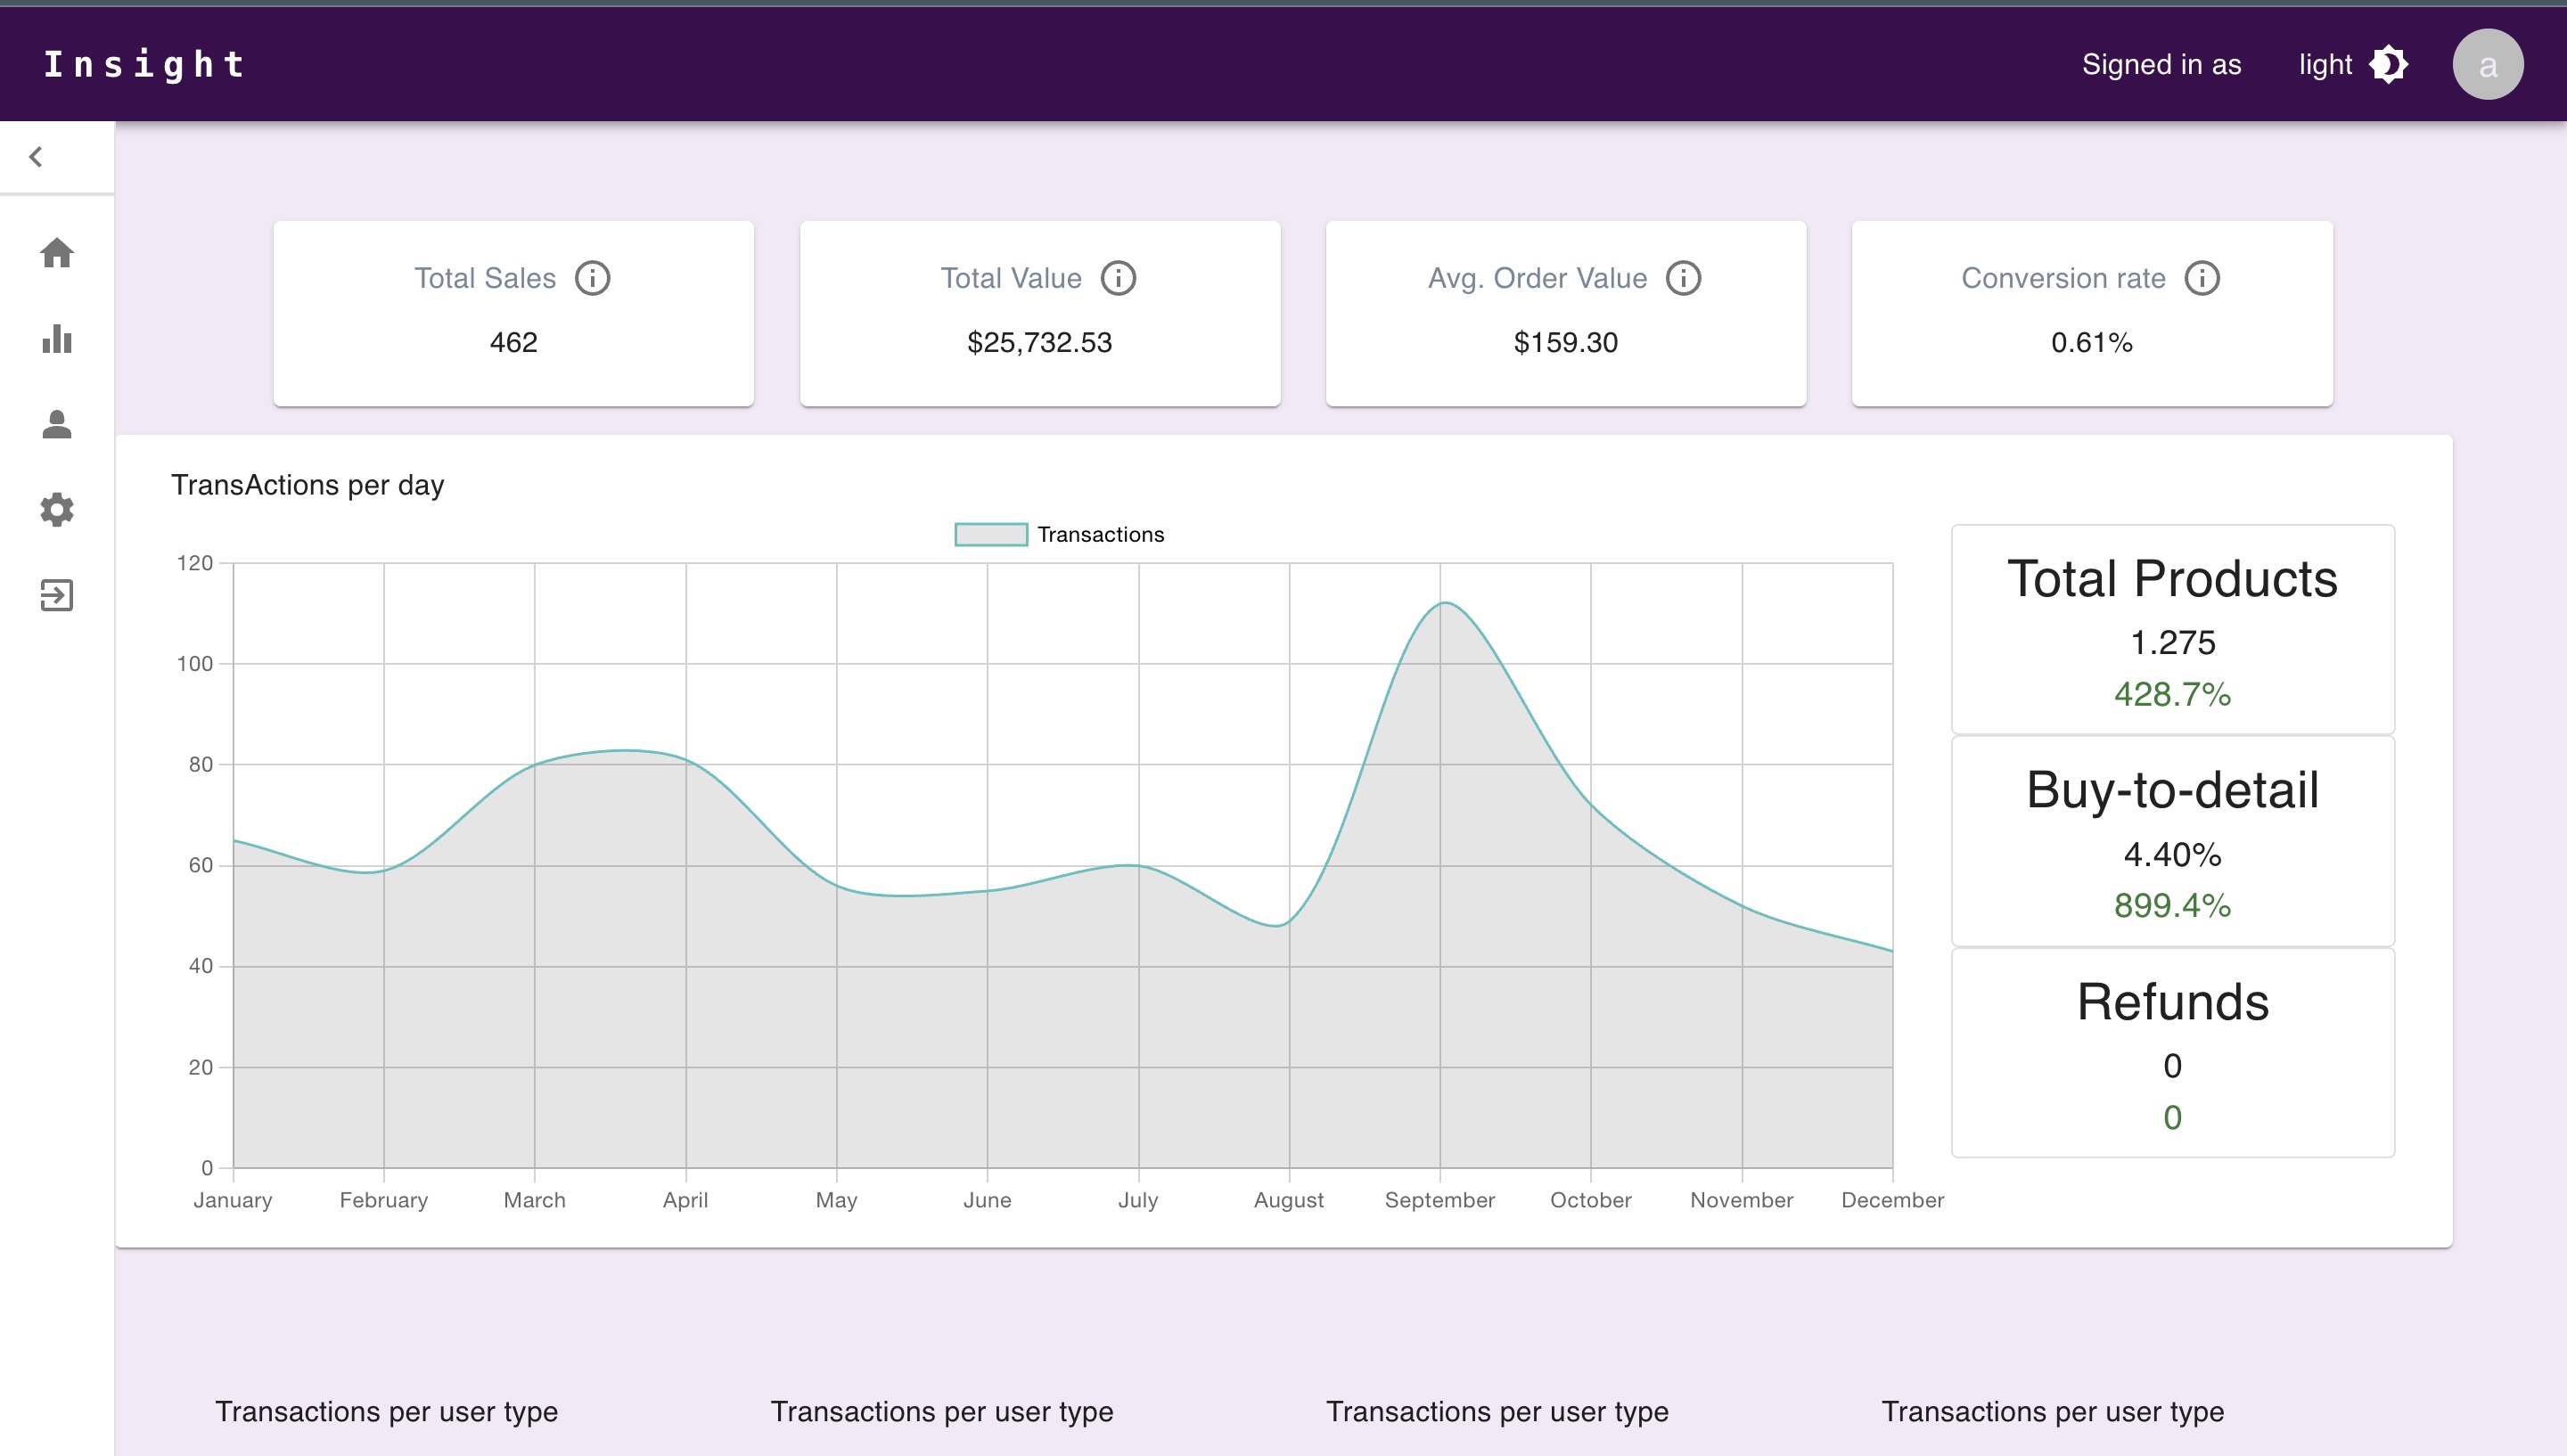 Insight
Signed in as
light
a
Total Sales
462
Total Value
$25,732.53
Avg. Order Value
$159.30
Conversion rate
0.61%
TransActions per day
Transactions
120
100
80
60
40
20
0
January February March April May June July August September October November December
Total Products
1.275
428.7%
Buy-to-detail
4.40%
899.4%
Refunds
0
0
Transactions per user type
Transactions per user type
Transactions per user type
Transactions per user type